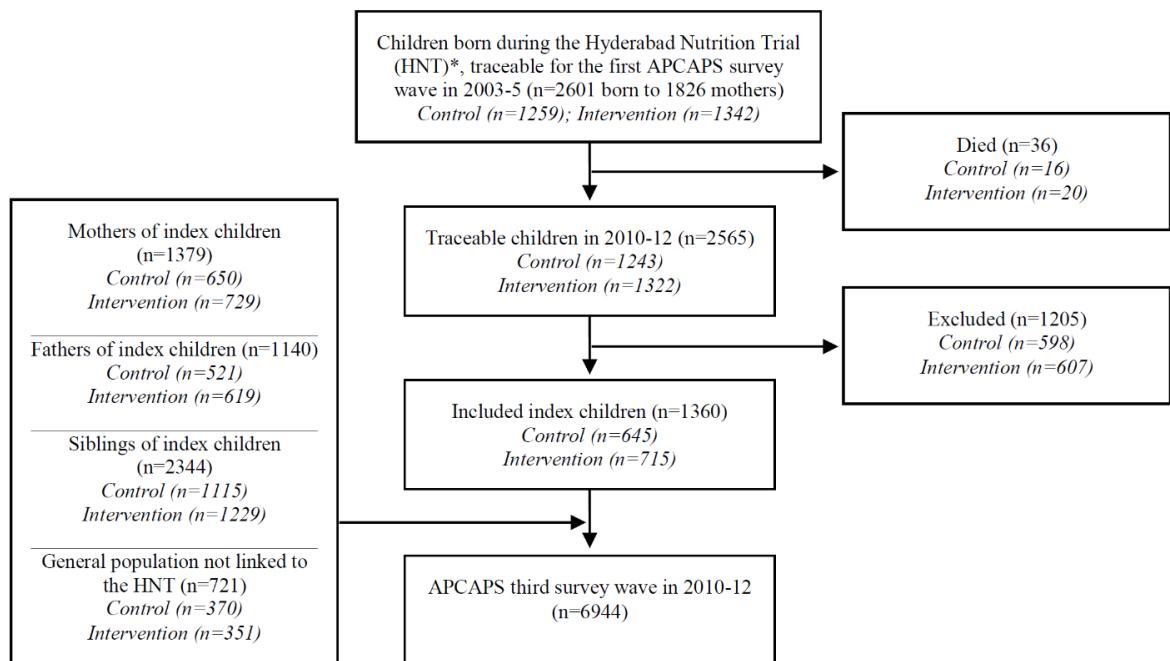 Children born during the Hyderabad Nutrition Trial
(HNT)*, traceable for the first APCAPS survey
wave in 2003-5 (n=2601 born to 1826 mothers)
Control (n=1259); Intervention (n=1342)
Died (n=36)
Control (n=16)
Intervention (n=20)
Traceable children in 2010-12 (n=2565)
Control (n=1243)
Intervention (n=1322)
Excluded (n=1205)
Control (n=598)
Intervention (n=607)
Included index children (n=1360)
Control (n=645)
Intervention (n=715)
Mothers of index children
(n=1379)
Control (n=650)
Intervention (n=729)
Fathers of index children (n=1140)
Control (n=521)
Intervention (n=619)
Siblings of index children
(n=2344)
Control (n=1115)
Intervention (n=1229)
General population not linked to
the HNT (n=721)
Control (n=370)
Intervention (n=351)
APCAPS third survey wave in 2010-12
(n=6944)